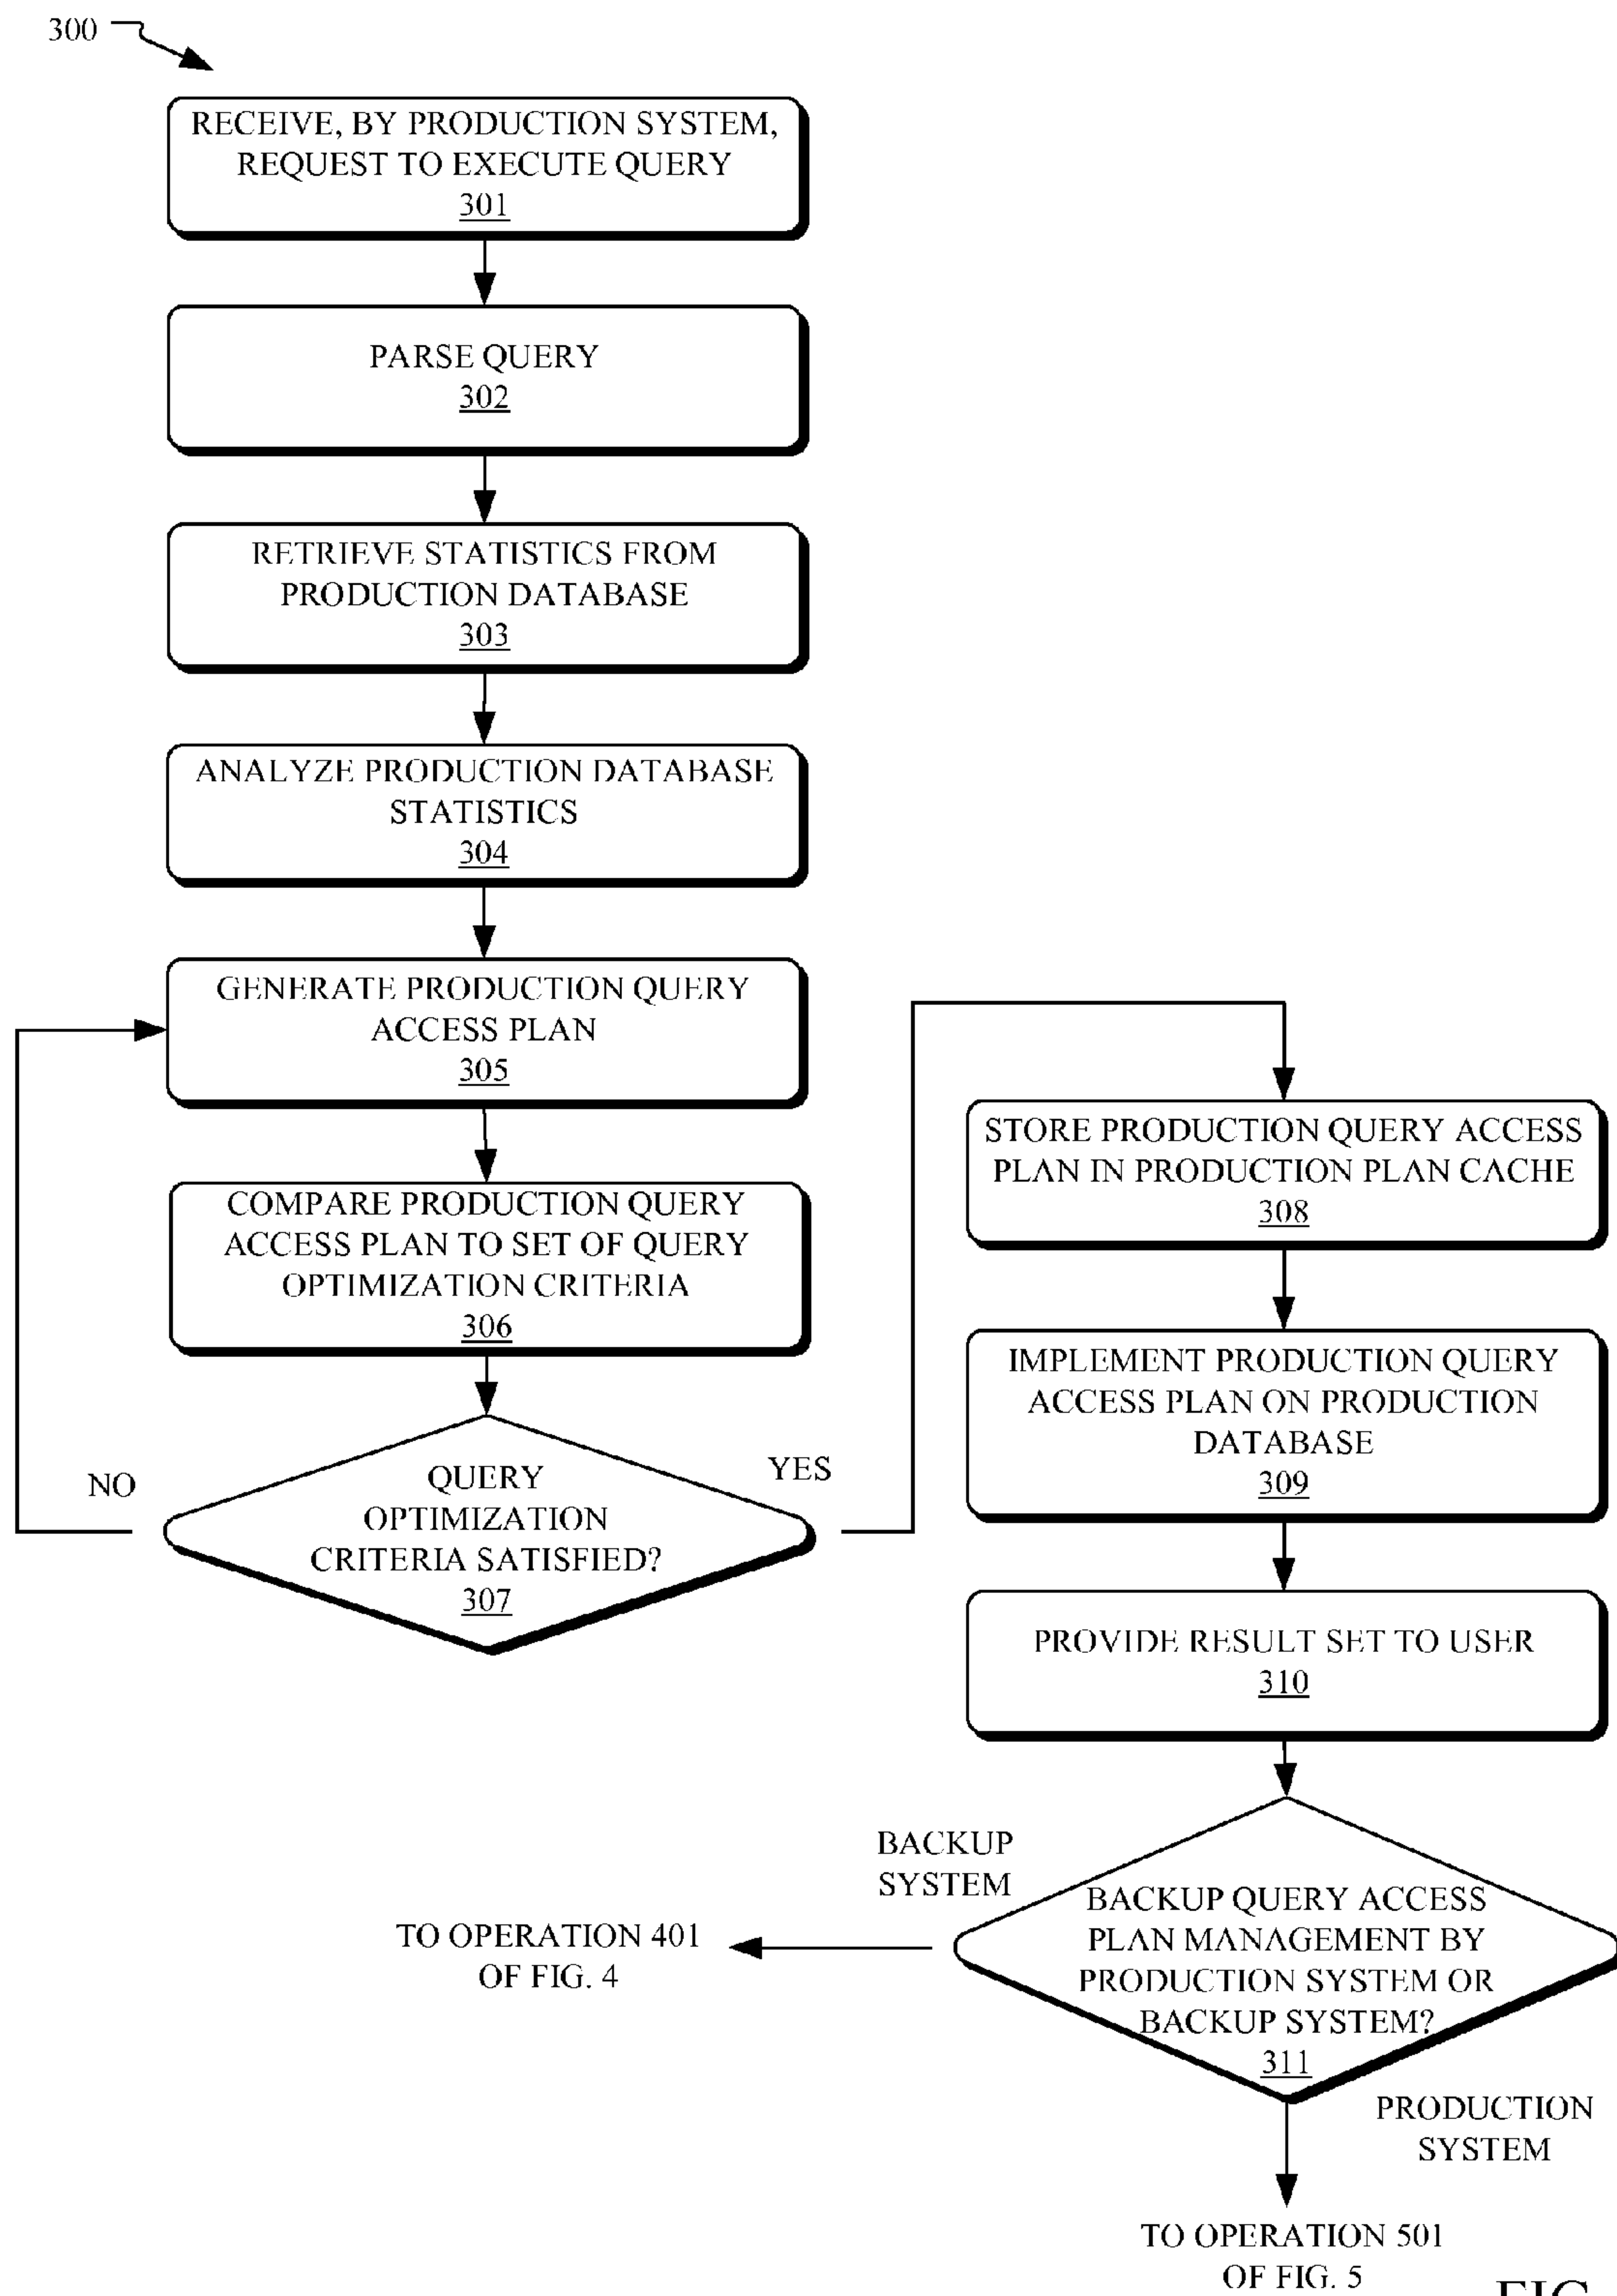 300
RECEIVE, BY PRODUCTION SYSTEM,
REQUEST TO EXECUTE QUERY
301
PARSE QUERY
302
RETRIEVE STATISTICS FROM
PRODUCTION DATABASE
303
ANALYZE PRODUCTION DATABASE
STATISTICS
304
GENERATE PRODUCTION QUERY
ACCESS PLAN
305
COMPARE PRODUCTION QUERY
ACCESS PLAN TO SET OF QUERY
OPTIMIZATION CRITERIA
306
QUERY
OPTIMIZATION
CRITERIA SATISFIED?
307
NO
YES
STORE PRODUCTION QUERY ACCESS
PLAN IN PRODUCTION PLAN CACHE
308
IMPLEMENT PRODUCTION QUERY
ACCESS PLAN ON PRODUCTION
DATABASE
309
PROVIDE RESULT SET TO USER
310
BACKUP QUERY ACCESS
PLAN MANAGEMENT BY
PRODUCTION SYSTEM OR
BACKUP SYSTEM?
311
BACKUP
SYSTEM
TO OPERATION 401
OF FIG. 4
PRODUCTION
SYSTEM
TO OPERATION 501
OF FIG. 5